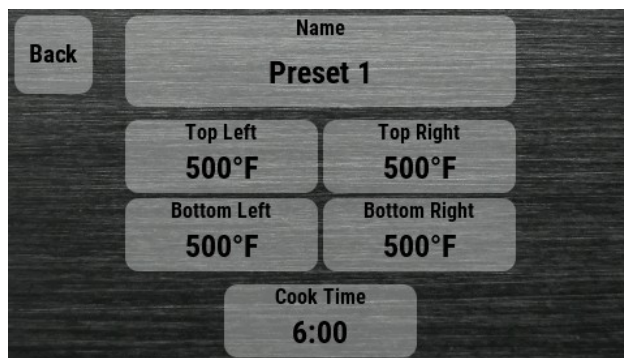 Back
Name
Preset 1
Top Left
Top Right
500°F
500°F
Bottom Left
Bottom Right
500°F
500°F
Cook Time
6:00